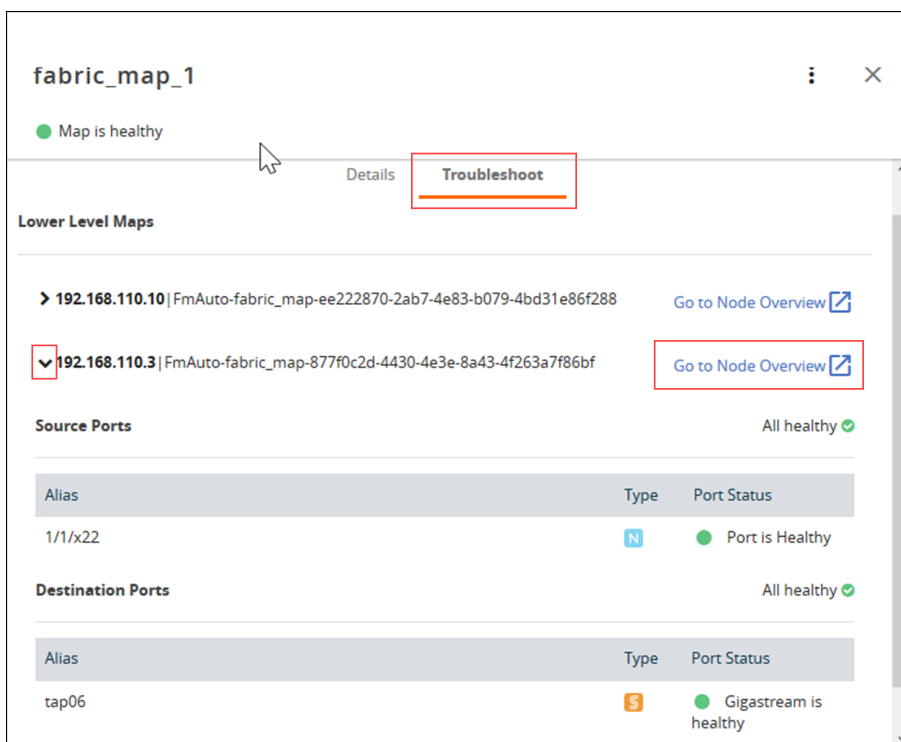 fabric_map_1
Map is healthy
Details Troubleshoot
Lower Level Maps
192.168.110.10|FmAuto-fabric_map-ee222870-2ab7-4e83-b079-4bd31e86f288 Go to Node Overview
192.168.110.3|FmAuto-fabric_map-877f0c2d-4430-4e3e-8a43-4f263a7f86bf Go to Node Overview
Source Ports All healthy
Alias Type Port Status
1/1/x22 N Port is Healthy
Destination Ports All healthy
Alias Type Port Status
tap06 S Gigastream is
healthy